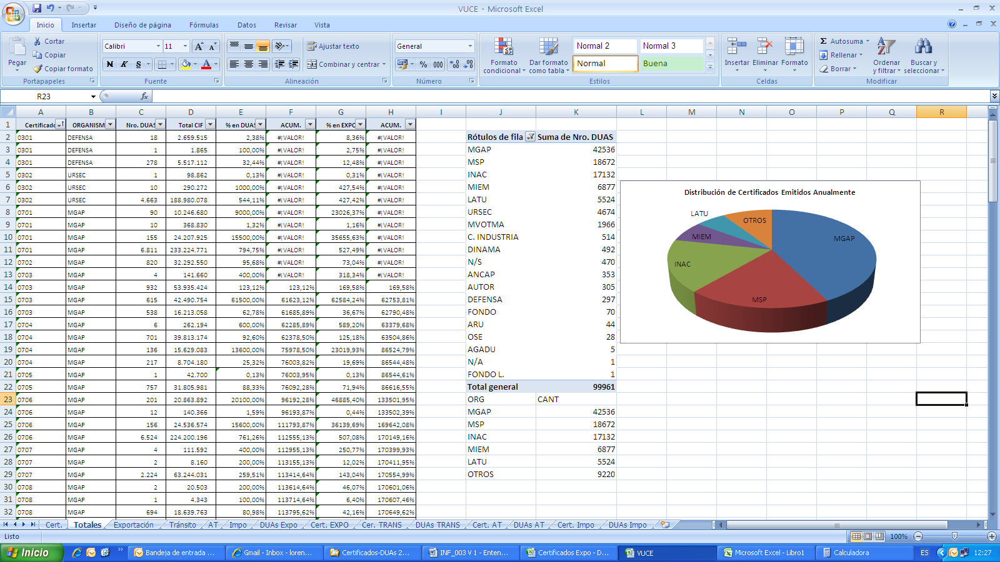 VUCE - Microsoft Excel
Inicio Insertar Diseño de página Fórmulas Datos Revisar Vista
Pegar Cortar Copiar Copiar formato Portapapeles
Calibri 11 N K S Fuente
Ajustar texto Combinar y centrar Alineación
General % 000 Número
Formato condicional Dar formato como tabla Normal 2 Normal 3 Normal Buena Estilos
Insertar Eliminar Formato Celdas
Autosuma Rellenar Borrar Ordenar y filtrar Buscar y seleccionar Modificar
R23 fx
A B C D E F G H I J K L M N O P Q R
1 Certificado ORGANISM Nro. DUAS Total CIF % en DUAS ACUM. % en EXPO ACUM.
2 0301 DEFENSA 18 2.659.515 2,38% #¡VALOR! 8,36% #¡VALOR! Rótulos de fila Suma de Nro. DUAS
3 0301 DEFENSA 1 1.865 100,00% #¡VALOR! 2,75% #¡VALOR! MGAP 42536
4 0301 DEFENSA 278 5.517.112 32,44% #¡VALOR! 12,48% #¡VALOR! MSP 18672
5 0302 URSEC 1 98.862 0,13% #¡VALOR! 0,31% #¡VALOR! INAC 17132
6 0302 URSEC 10 290.272 1000,00% #¡VALOR! 427,54% #¡VALOR! MIEM 6877
7 0302 URSEC 4.663 188.980.078 544,11% #¡VALOR! 427,42% #¡VALOR! LATU 5524
8 0701 MGAP 90 10.246.680 9000,00% #¡VALOR! 23026,37% #¡VALOR! URSEC 4674
9 0701 MGAP 10 368.830 1,32% #¡VALOR! 1,16% #¡VALOR! MVOTMA 1966
10 0701 MGAP 155 24.207.925 15500,00% #¡VALOR! 35655,63% #¡VALOR! C. INDUSTRIA 514
11 0701 MGAP 6.811 233.224.771 794,75% #¡VALOR! 527,49% #¡VALOR! DINAMA 492
12 0702 MGAP 820 32.292.550 95,68% #¡VALOR! 73,04% #¡VALOR! N/S 470
13 0703 MGAP 4 141.660 400,00% #¡VALOR! 318,34% #¡VALOR! ANCAP 353
14 0703 MGAP 932 53.935.424 123,12% 123,12% 169,58% 169,58% AUTOR 305
15 0703 MGAP 615 42.490.754 61500,00% 61623,12% 62584,24% 62753,81% DEFENSA 297
16 0703 MGAP 538 16.213.058 62,78% 61685,89% 36,67% 62790,48% FONDO 70
17 0704 MGAP 6 262.194 600,00% 62285,89% 589,20% 63379,68% ARU 44
18 0704 MGAP 701 39.813.174 92,60% 62378,50% 125,18% 63504,86% OSE 28
19 0704 MGAP 136 15.629.083 13600,00% 75978,50% 23019,93% 86524,79% AGADU 5
20 0704 MGAP 217 8.704.180 25,32% 76003,82% 19,69% 86544,48% N/A 1
21 0705 MGAP 1 42.700 0,13% 76003,95% 0,13% 86544,61% FONDO L. 1
22 0705 MGAP 757 31.805.981 88,33% 76092,28% 71,94% 86616,55% Total general 99961
23 0706 MGAP 201 20.863.892 20100,00% 96192,28% 46885,40% 133501,95% ORG CANT
24 0706 MGAP 12 140.366 1,59% 96193,87% 0,44% 133502,39% MGAP 42536
25 0706 MGAP 156 24.536.574 15600,00% 111793,87% 36139,69% 169642,08% MSP 18672
26 0706 MGAP 6.524 224.200.196 761,26% 112555,13% 507,08% 170149,16% INAC 17132
27 0707 MGAP 4 111.592 400,00% 112955,13% 250,77% 170399,93% MIEM 6877
28 0707 MGAP 2 8.160 200,00% 113155,13% 12,02% 170411,95% LATU 5524
29 0707 MGAP 2.224 63.244.031 259,51% 113414,64% 143,04% 170554,99% OTROS 9220
30 0708 MGAP 2 20.503 200,00% 113614,64% 46,07% 170601,06%
31 0708 MGAP 1 4.343 100,00% 113714,64% 6,40% 170607,46%
32 0708 MGAP 694 18.639.763 80,98% 113795,62% 42,16% 170649,62%
Distribución de Certificados Emitidos Anualmente
LATU OTROS
MIEM MGAP
INAC
MSP
Cert. Totales Exportación Tránsito AT Impo DUAs Expo Cert. EXPO Cer. TRANS DUAs TRANS Cert. AT DUAs AT Cert. Impo DUAs Impo
Listo 100%
Inicio Bandeja de entrada ... Gmail - Inbox - loren... Certificados-DUAs 2... INF_003 V 1 - Enten... Certificados Expo - D... VUCE Microsoft Excel - Libro1 Calculadora ES 12:27